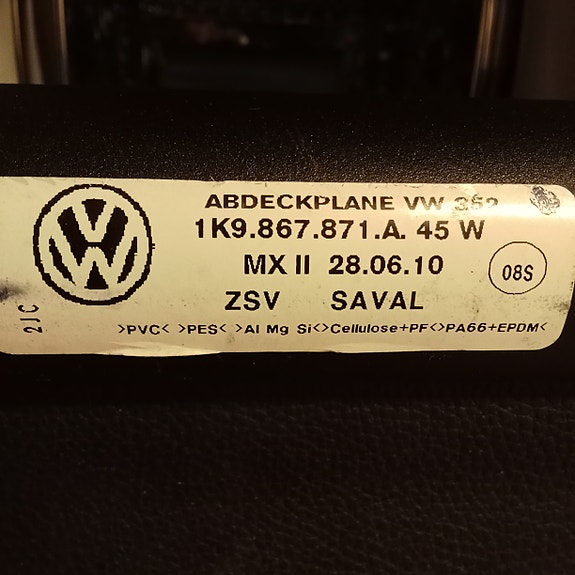 ABDECKPLANE VW
1K9.867.871.A. 45 W
MX II 28.06.10
08S
ZSV SAVAL
>PVC< >PES< >Al Mg Si<>Cellulose+PF<>PA66+EPDM<
2JC